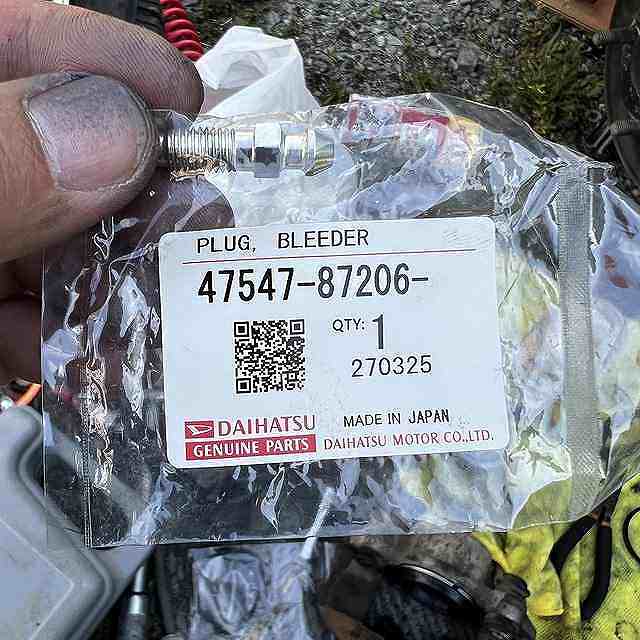 PLUG, BLEEDER
47547-87206-
QTY: 1
270325
DAIHATSU
GENUINE PARTS
MADE IN JAPAN
DAIHATSU MOTOR CO.,LTD.